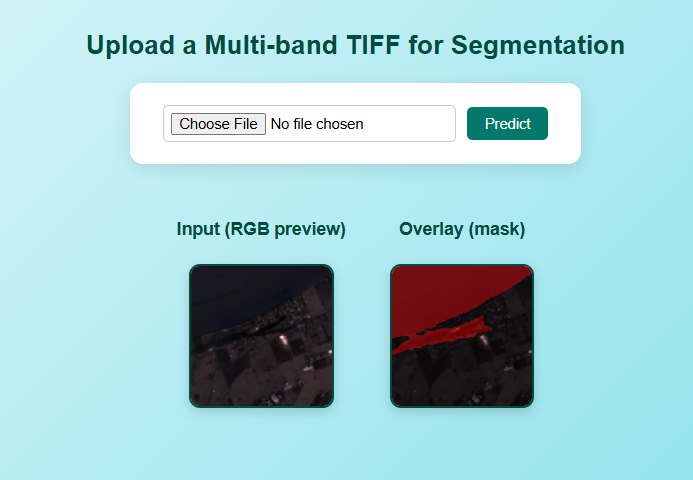 Upload a Multi-band TIFF for Segmentation
Choose File No file chosen
Predict
Input (RGB preview)
Overlay (mask)